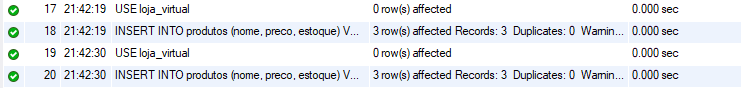 17 21:42:19 USE loja_virtual 0 row(s) affected 0.000 sec
18 21:42:19 INSERT INTO produtos (nome, preco, estoque) V... 3 row(s) affected Records: 3 Duplicates: 0 Warnin... 0.000 sec
19 21:42:30 USE loja_virtual 0 row(s) affected 0.000 sec
20 21:42:30 INSERT INTO produtos (nome, preco, estoque) V... 3 row(s) affected Records: 3 Duplicates: 0 Warnin... 0.000 sec